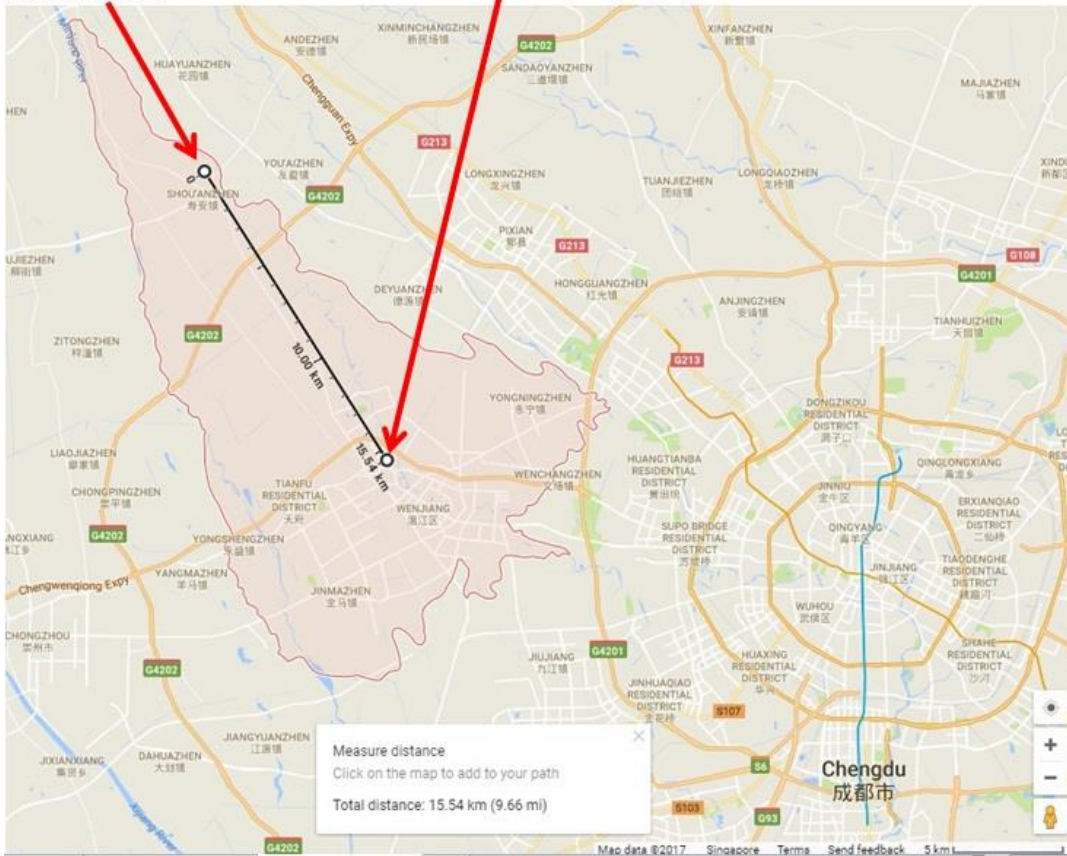 XINMINCHANGZHEN
新民场镇
ANDEZHEN
安德镇
G4202
XINFANZHEN
新繁镇
HUAYUANZHEN
花园镇
SANDAOYANZHEN
三道堰镇
MAJIAZHEN
马家镇
Chengguan Expy
G213
YOU'AIZHEN
友爱镇
LONGXINGZHEN
龙兴镇
TUANJIEZHEN
团结镇
LONGQIAOZHEN
龙桥镇
0
SHOU'ANZHEN
寿安镇
G4202
PIXIAN
郫县
G213
G108
G4201
DEYUANZHEN
德源镇
HONGGUANGZHEN
红光镇
ANJINGZHEN
安靖镇
TIANHUIZHEN
天回镇
ZITONGZHEN
梓潼镇
G4202
10.00 km
G213
YONGNINGZHEN
永宁镇
DONGZIKOU
RESIDENTIAL
DISTRICT
洞子口
LIAOJIAZHEN
廖家镇
15.54 km
WENCHANGZHEN
文场镇
HUANGTIANBA
RESIDENTIAL
DISTRICT
黄田坝
QINGLONGXIANG
青龙乡
CHONGPINGZHEN
崇平镇
TIANFU
RESIDENTIAL
DISTRICT
天府
WENJIANG
温江区
JINNIU
金牛区
ERXIANQIAO
RESIDENTIAL
DISTRICT
二仙桥
G4202
YONGSHENGZHEN
永盛镇
SUPO BRIDGE
RESIDENTIAL
DISTRICT
苏坡桥
QINGYANG
青羊区
TIAODENGHE
RESIDENTIAL
DISTRICT
跳蹬河
YANGMAZHEN
羊马镇
Chengwenqiong Expy
JINMAZHEN
金马镇
JINJIANG
锦江区
WUHOU
武侯区
CHONGZHOU
崇州市
G4202
JIUJIANG
九江镇
G4201
HUAXING
RESIDENTIAL
DISTRICT
华兴
SHAHE
RESIDENTIAL
DISTRICT
沙河
JINHUAQIAO
RESIDENTIAL
DISTRICT
金花桥
S107
JIANGYUANZHEN
江源镇
JIXIANXIANG
集贤乡
DAHUAZHEN
大划镇
Measure distance
Click on the map to add to your path
Total distance: 15.54 km (9.66 mi)
S6
Chengdu
成都市
S103
G93
Xijiang River
G4202
Map data ©2017 Singapore Terms Send feedback 5 km